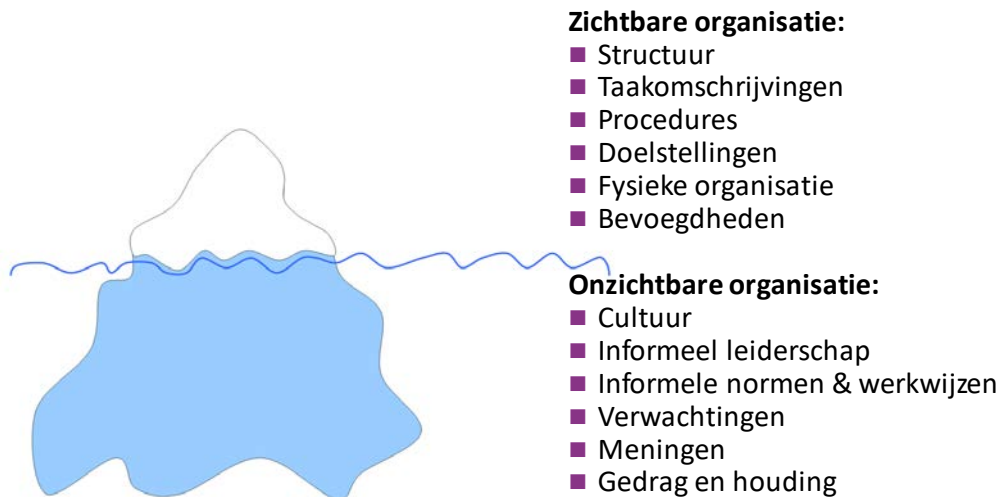 Zichtbare organisatie:
■ Structuur
■ Taakomschrijvingen
■ Procedures
■ Doelstellingen
■ Fysieke organisatie
■ Bevoegdheden
Onzichtbare organisatie:
■ Cultuur
■ Informeel leiderschap
■ Informele normen & werkwijzen
■ Verwachtingen
■ Meningen
■ Gedrag en houding